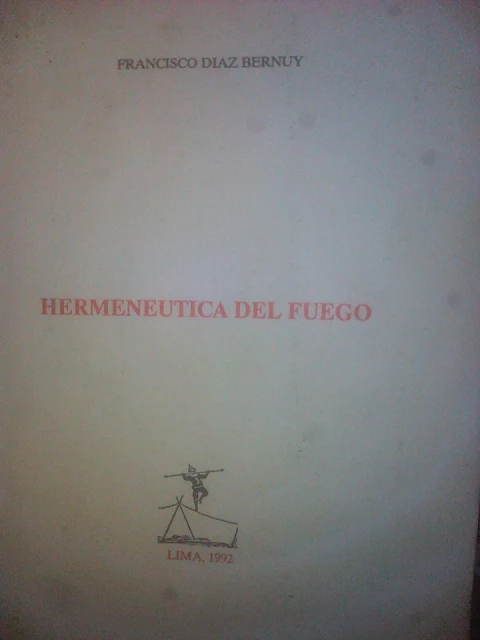 FRANCISCO DIAZ BERNUY
HERMENEUTICA DEL FUEGO
LIMA, 1992